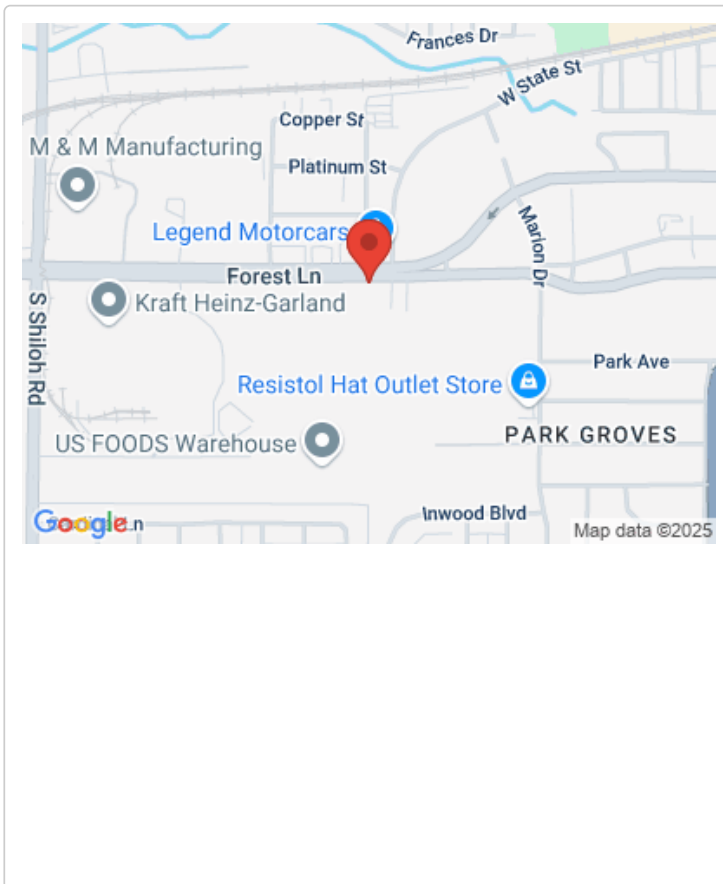 Frances Dr
W State St
Copper St
M & M Manufacturing
Platinum St
Marion Dr
Legend Motorcars
Forest Ln
Kraft Heinz-Garland
S Shiloh Rd
Park Ave
Resistol Hat Outlet Store
PARK GROVES
US FOODS Warehouse
Inwood Blvd
Google
Ln
Map data ©2025